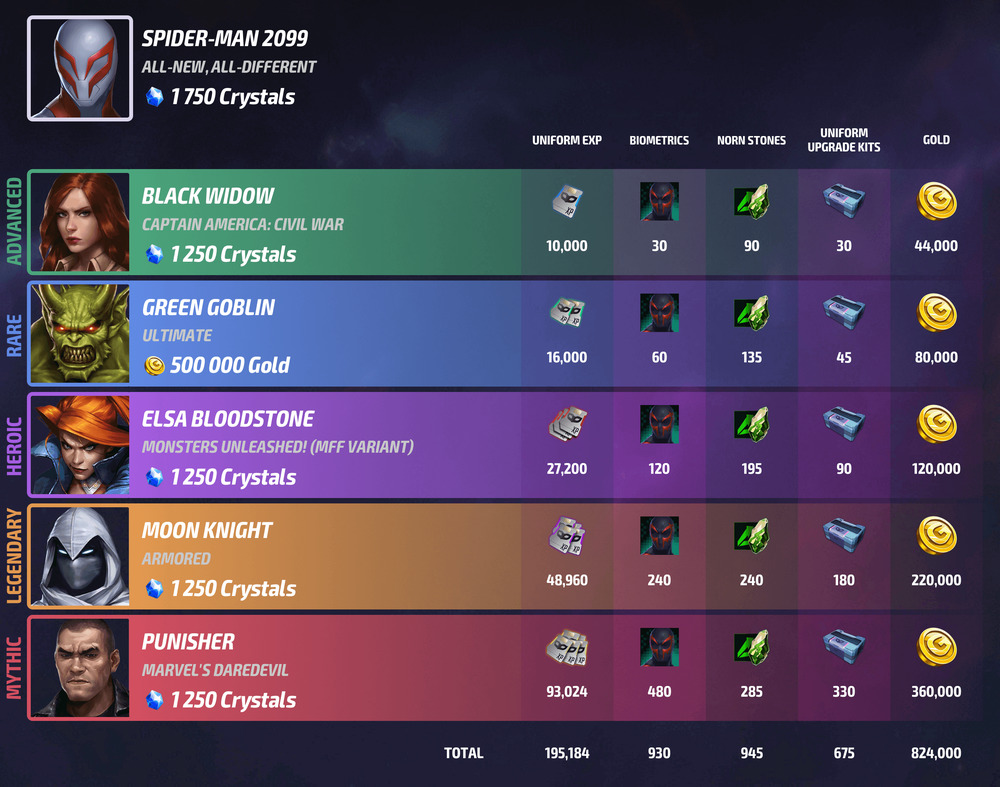 SPIDER-MAN 2099
ALL-NEW, ALL-DIFFERENT
1 750 Crystals
UNIFORM EXP BIOMETRICS NORN STONES UNIFORM UPGRADE KITS GOLD
ADVANCED
BLACK WIDOW
CAPTAIN AMERICA: CIVIL WAR
1 250 Crystals
10,000 30 90 30 44,000
RARE
GREEN GOBLIN
ULTIMATE
500 000 Gold
16,000 60 135 45 80,000
HEROIC
ELSA BLOODSTONE
MONSTERS UNLEASHED! (MFF VARIANT)
1 250 Crystals
27,200 120 195 90 120,000
LEGENDARY
MOON KNIGHT
ARMORED
1 250 Crystals
48,960 240 240 180 220,000
MYTHIC
PUNISHER
MARVEL'S DAREDEVIL
1 250 Crystals
93,024 480 285 330 360,000
TOTAL 195,184 930 945 675 824,000